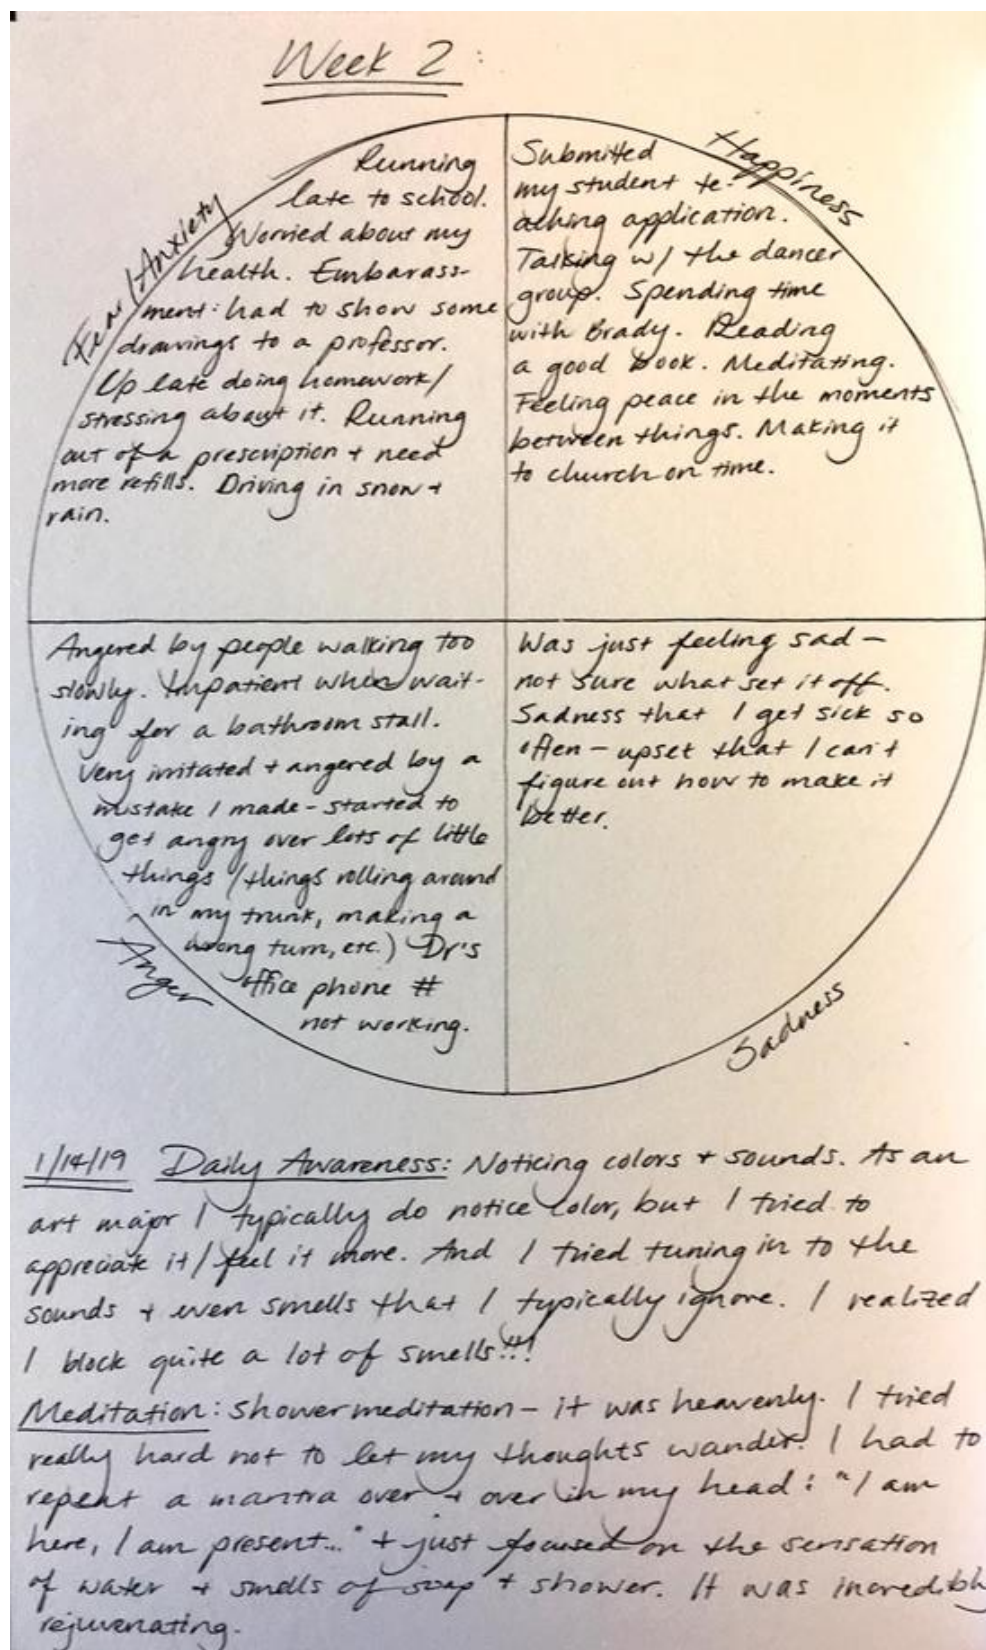 Week 2:
Fear/Anxiety
Running
late to school.
Worried about my
health. Embarass-
ment: had to show some
drawings to a professor.
Up late doing homework/
stressing about it. Running
out of a prescription + need
more refills. Driving in snow +
rain.
Happiness
Submitted
my student te-
aching application.
Talking w/ the dancer
group. Spending time
with Brady. Reading
a good book. Meditating.
Feeling peace in the moments
between things. Making it
to church on time.
Angered by people walking too
slowly. Impatient when wait-
ing for a bathroom stall.
Very irritated + angered by a
mistake I made - started to
get angry over lots of little
things (things rolling around
in my trunk, making a
wrong turn, etc.) Dr's
office phone #
not working.
Anger
Was just feeling sad -
not sure what set it off.
Sadness that I get sick so
often - upset that I can't
figure out how to make it
better.
Sadness
1/14/19 Daily Awareness: Noticing colors + sounds. As an
art major I typically do notice color, but I tried to
appreciate it/feel it more. And I tried tuning in to the
sounds + even smells that I typically ignore. I realized
I block quite a lot of smells!!!
Meditation: Shower meditation - it was heavenly. I tried
really hard not to let my thoughts wander. I had to
repeat a mantra over + over in my head: "I am
here, I am present..." + just focused on the sensation
of water + smells of soap + shower. It was incredibly
rejuvenating.